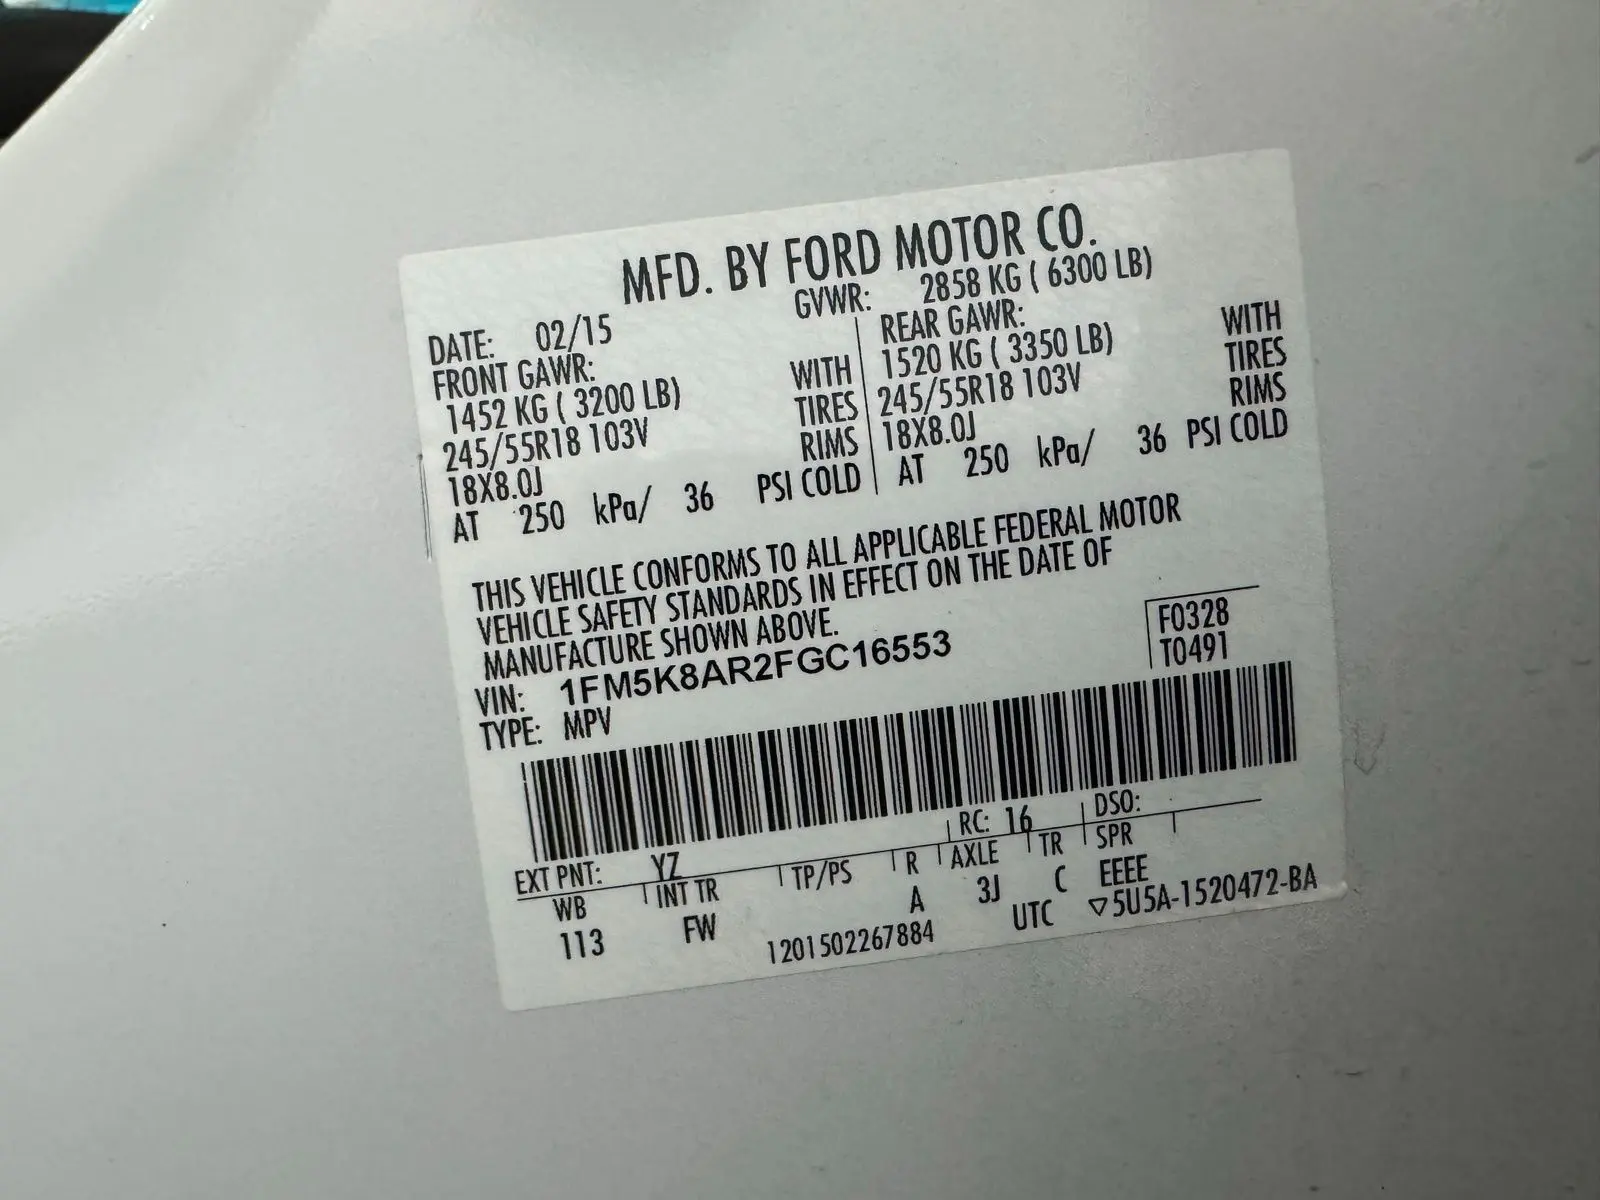 MFD. BY FORD MOTOR CO.
DATE: 02/15 GVWR: 2858 KG ( 6300 LB)
FRONT GAWR: REAR GAWR:
1452 KG ( 3200 LB) WITH 1520 KG ( 3350 LB) WITH
245/55R18 103V TIRES 245/55R18 103V TIRES
18X8.0J RIMS 18X8.0J RIMS
AT 250 kPa/ 36 PSI COLD AT 250 kPa/ 36 PSI COLD
THIS VEHICLE CONFORMS TO ALL APPLICABLE FEDERAL MOTOR
VEHICLE SAFETY STANDARDS IN EFFECT ON THE DATE OF
MANUFACTURE SHOWN ABOVE.
F0328
VIN: 1FM5K8AR2FGC16553 T0491
TYPE: MPV
EXT PNT: YZ RC: 16 DSO:
WB INT TR TP/PS R AXLE TR SPR
113 FW A 3J C EEEE
1201502267884 UTC ▽5U5A-1520472-BA